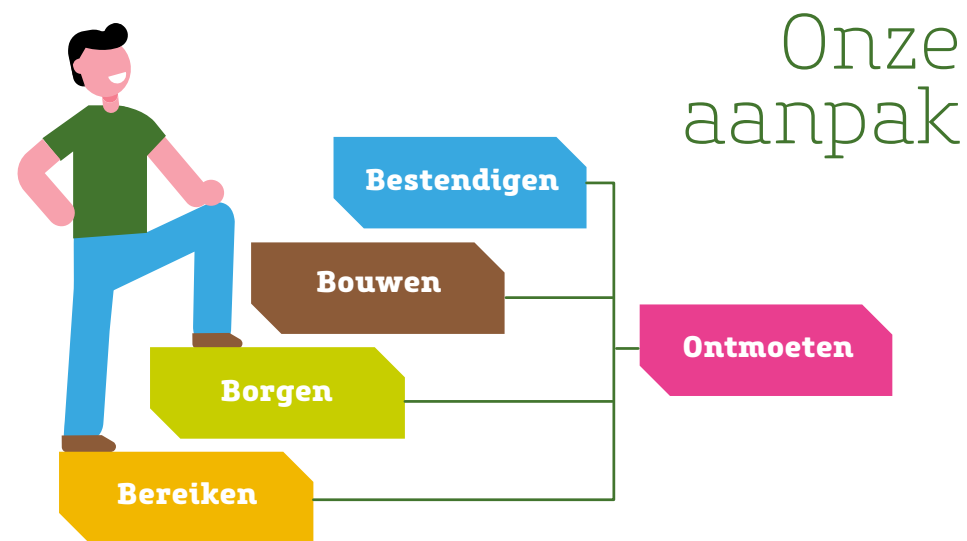 Onze
aanpak
Bestendigen
Bouwen
Ontmoeten
Borgen
Bereiken